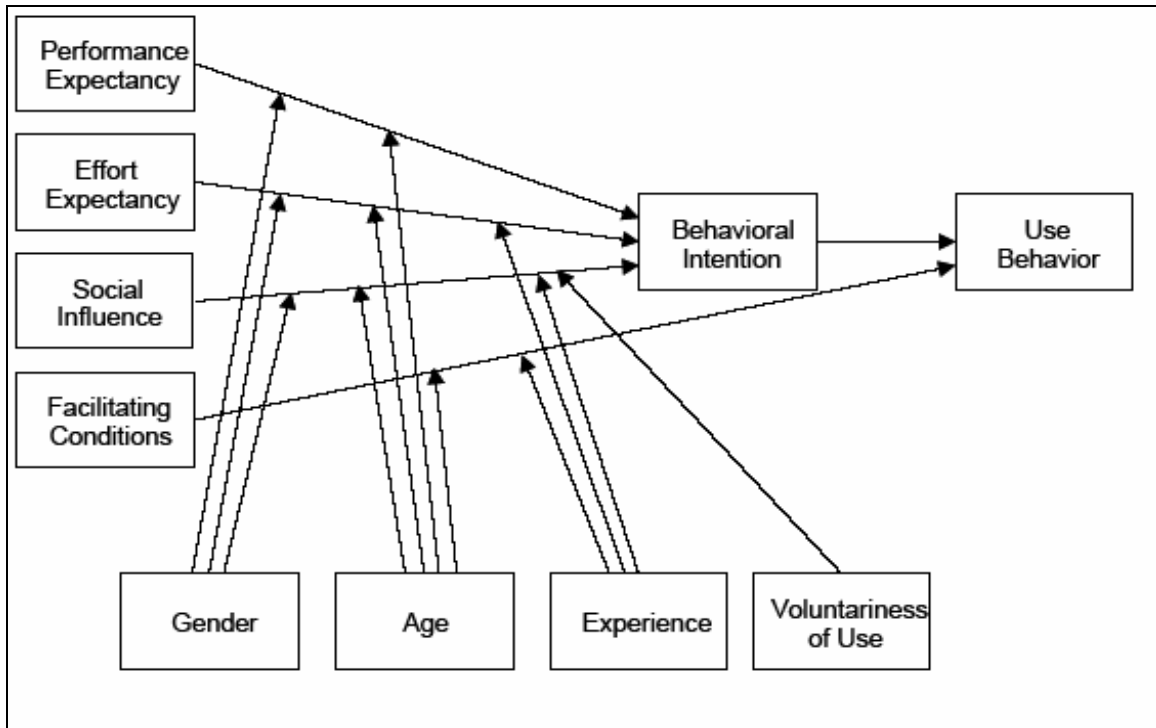 Performance
Expectancy
Effort
Expectancy
Social
Influence
Facilitating
Conditions
Behavioral
Intention
Use
Behavior
Gender
Age
Experience
Voluntariness
of Use